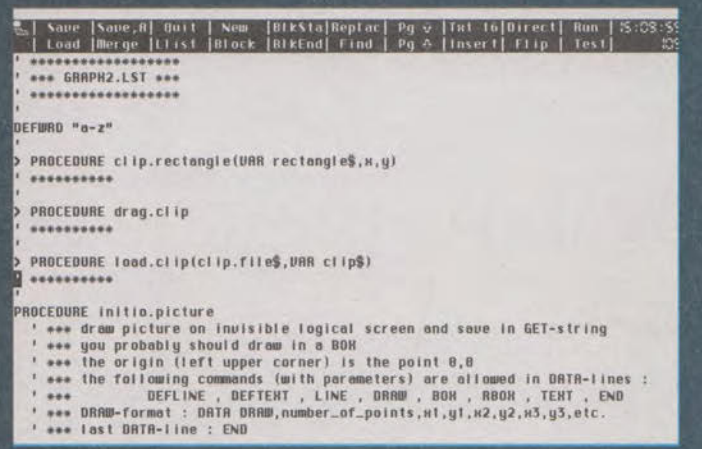 Save |Save,A| Quit | New |BlkSta|Replac| Pg ⇩ |Txt 16|Direct| Run | 15:09:59
Load |Merge |Llist |Block |BlkEnd| Find | Pg ⇧ |Insert| Flip | Test|
' *******************
' *** GRAPH2.LST ***
' *******************
'
DEFWRD "a-z"
'
> PROCEDURE clip.rectangle(VAR rectangle$,x,y)
' **********
'
> PROCEDURE drag.clip
' **********
'
> PROCEDURE load.clip(clip.file$,VAR clip$)
' **********
'
PROCEDURE initio.picture
' *** draw picture on invisible logical screen and save in GET-string
' *** you probably should draw in a BOX
' *** the origin (left upper corner) is the point 0,0
' *** the following commands (with parameters) are allowed in DATA-lines :
' *** DEFLINE , DEFTEXT , LINE , DRAW , BOX , RBOX , TEXT , END
' *** DRAW-format : DATA DRAW,number_of_points,x1,y1,x2,y2,x3,y3,etc.
' *** last DATA-line : END